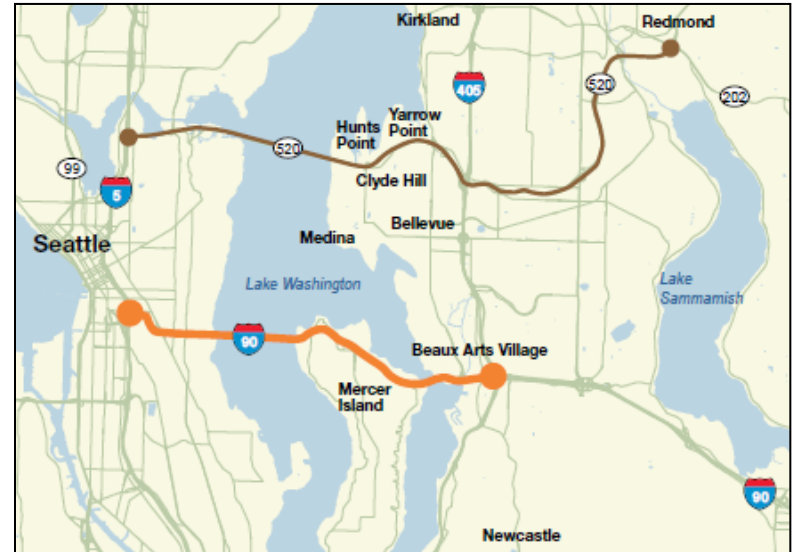 Kirkland
Redmond
405
520
202
Yarrow
Point
Hunts
Point
520
99
Clyde Hill
5
Bellevue
Seattle
Medina
Lake Washington
Lake
Sammamish
90
Beaux Arts Village
Mercer
Island
90
Newcastle